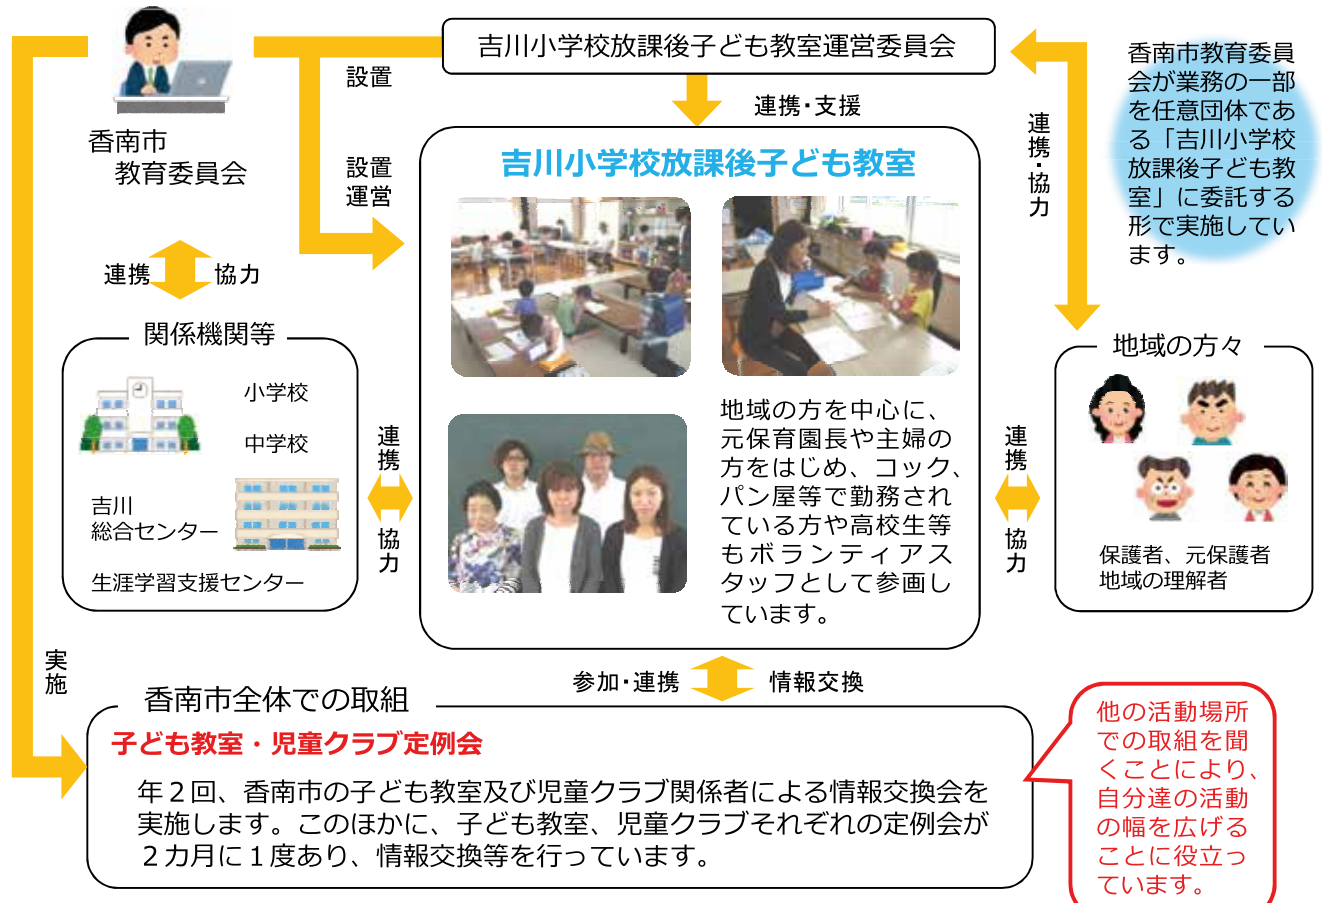 吉川小学校放課後子ども教室運営委員会
設置
連携・支援
香南市
教育委員会
設置
運営
連携・協力
香南市教育委員
会が業務の一部
を任意団体であ
る「吉川小学校
放課後子ども教
室」に委託する
形で実施してい
ます。
吉川小学校放課後子ども教室
連携
協力
関係機関等
小学校
中学校
吉川
総合センター
生涯学習支援センター
連携
協力
地域の方を中心に、
元保育園長や主婦の
方をはじめ、コック、
パン屋等で勤務され
ている方や高校生等
もボランティアス
タッフとして参画し
ています。
連携
協力
地域の方々
保護者、元保護者
地域の理解者
実施
参加・連携
情報交換
香南市全体での取組
子ども教室・児童クラブ定例会
年２回、香南市の子ども教室及び児童クラブ関係者による情報交換会を
実施します。このほかに、子ども教室、児童クラブそれぞれの定例会が
２カ月に１度あり、情報交換等を行っています。
他の活動場所
での取組を聞
くことにより、
自分達の活動
の幅を広げる
ことに役立っ
ています。